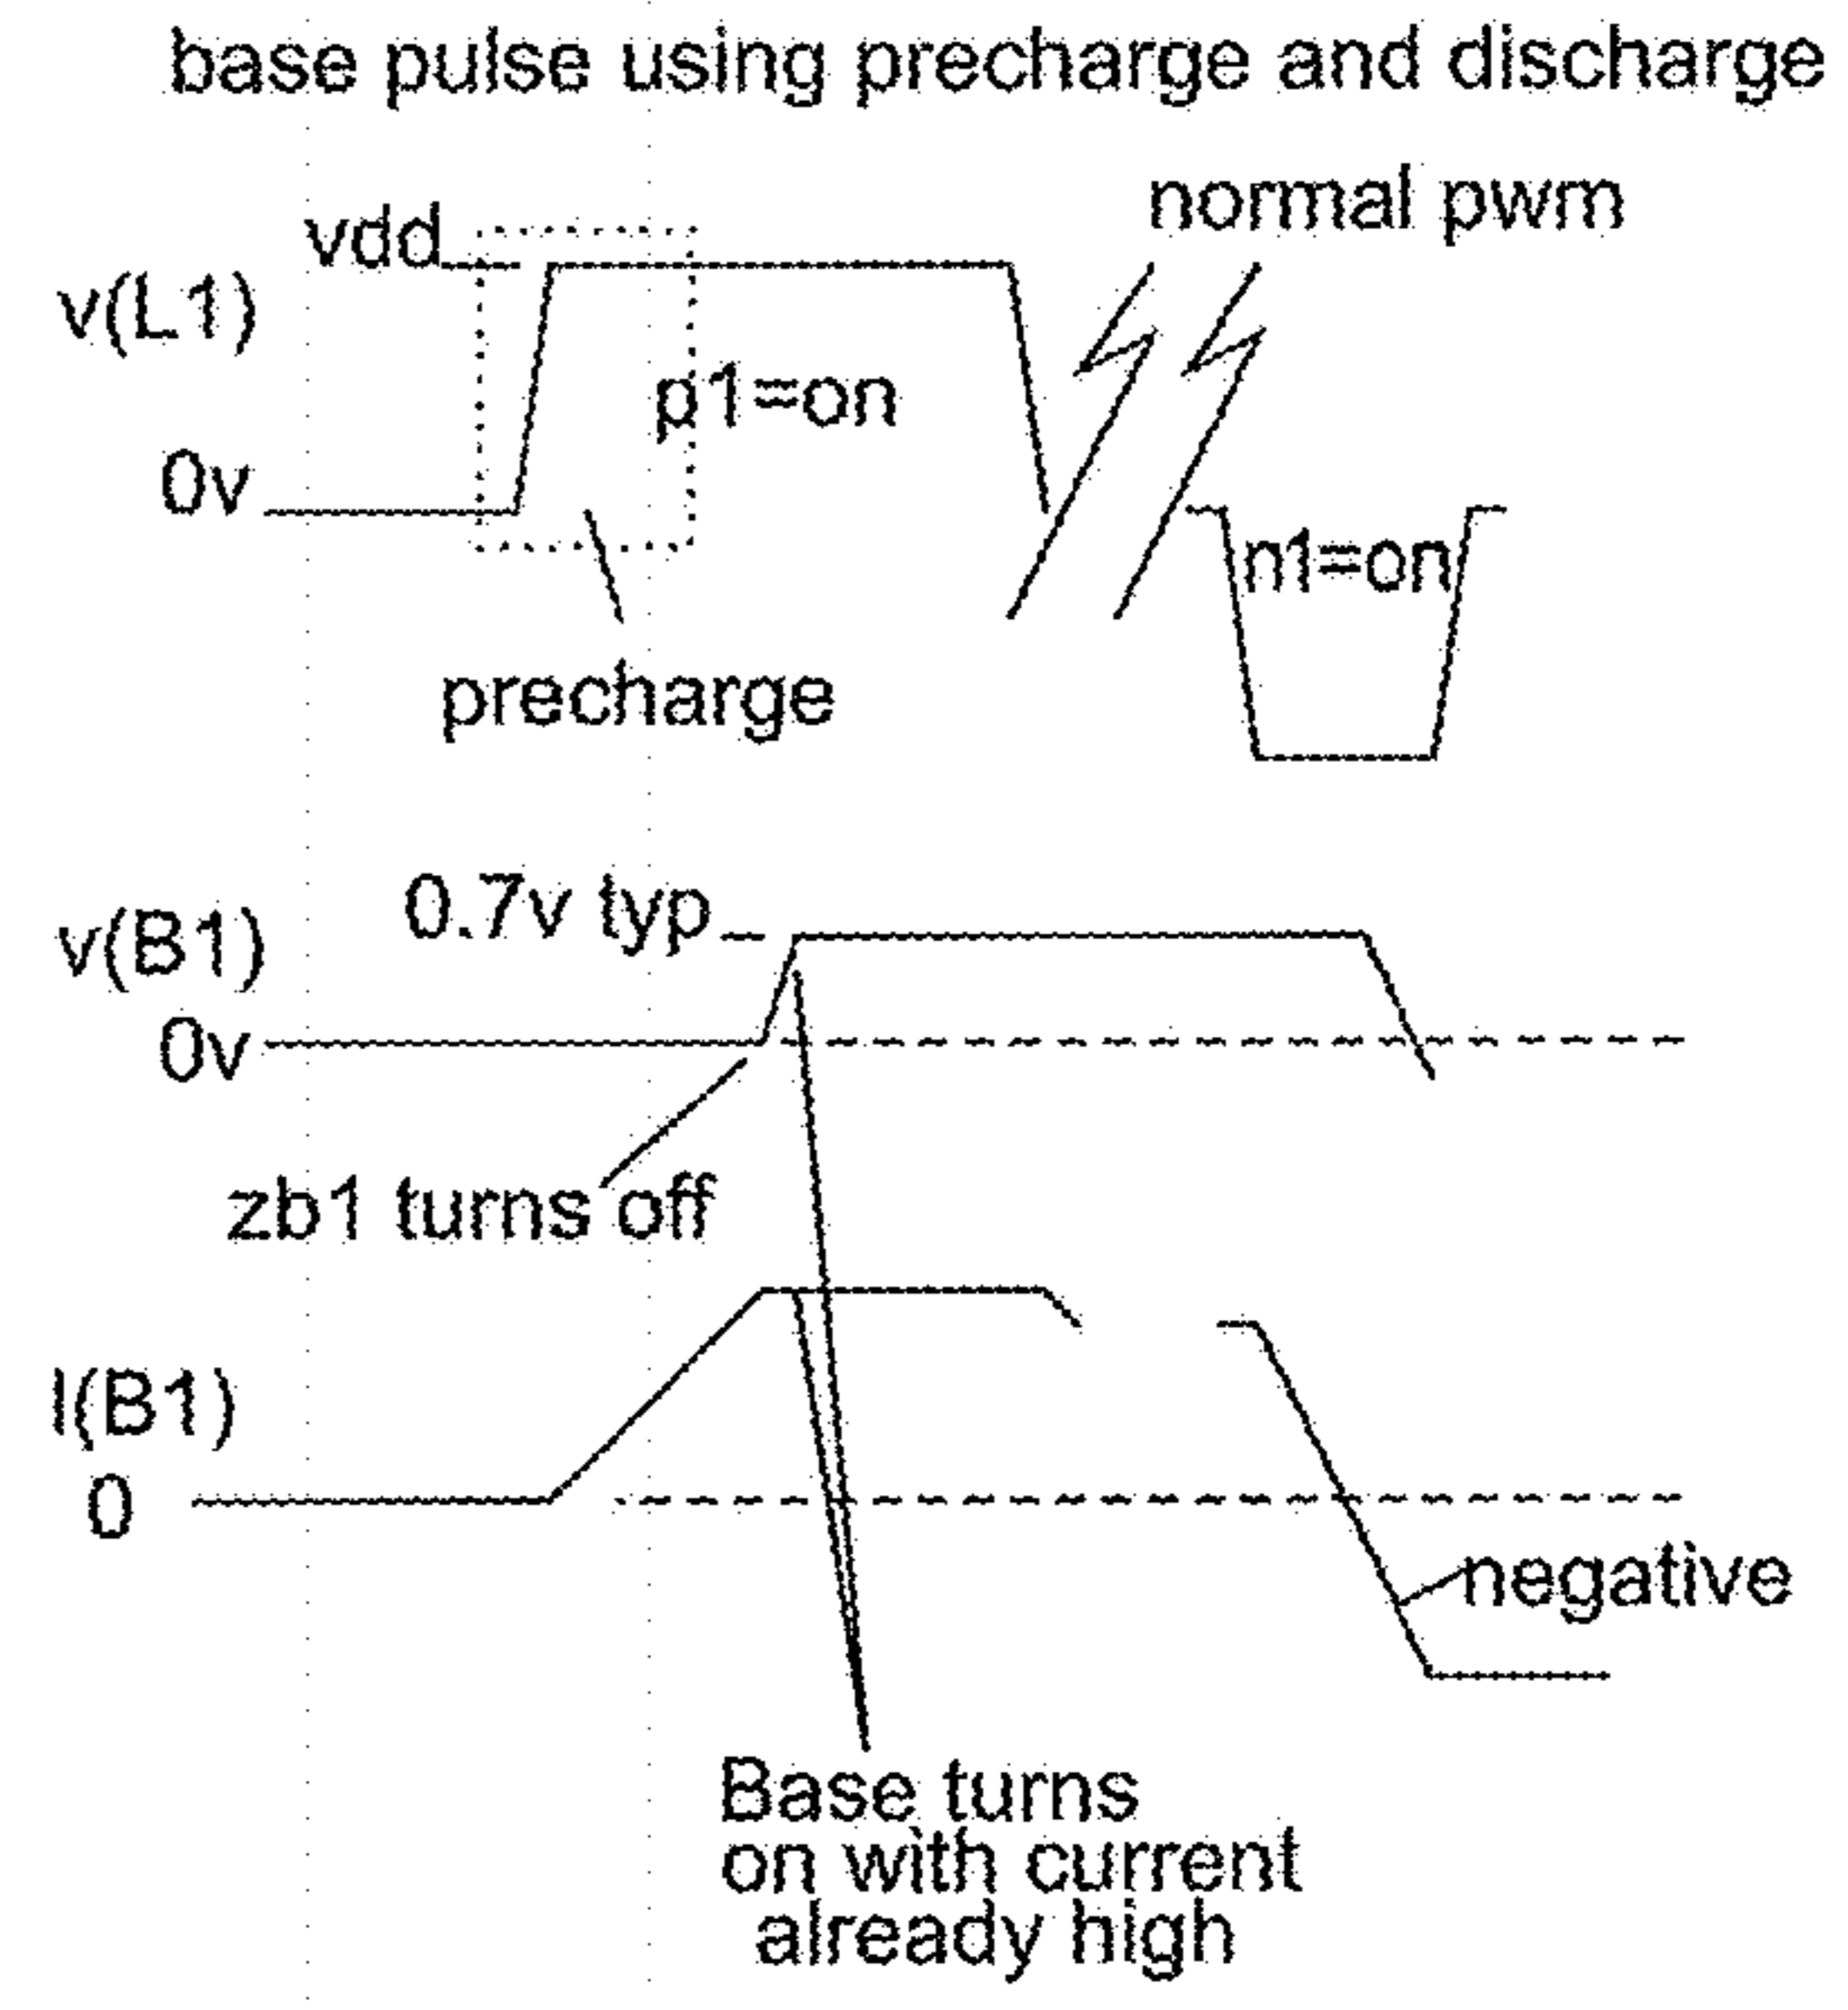 base pulse using precharge and discharge
normal pwm
vdd
v(L1)
p1=on
0v
n1=on
precharge
0.7v typ
v(B1)
0v
zb1 turns off
I(B1)
0
negative
Base turns
on with current
already high